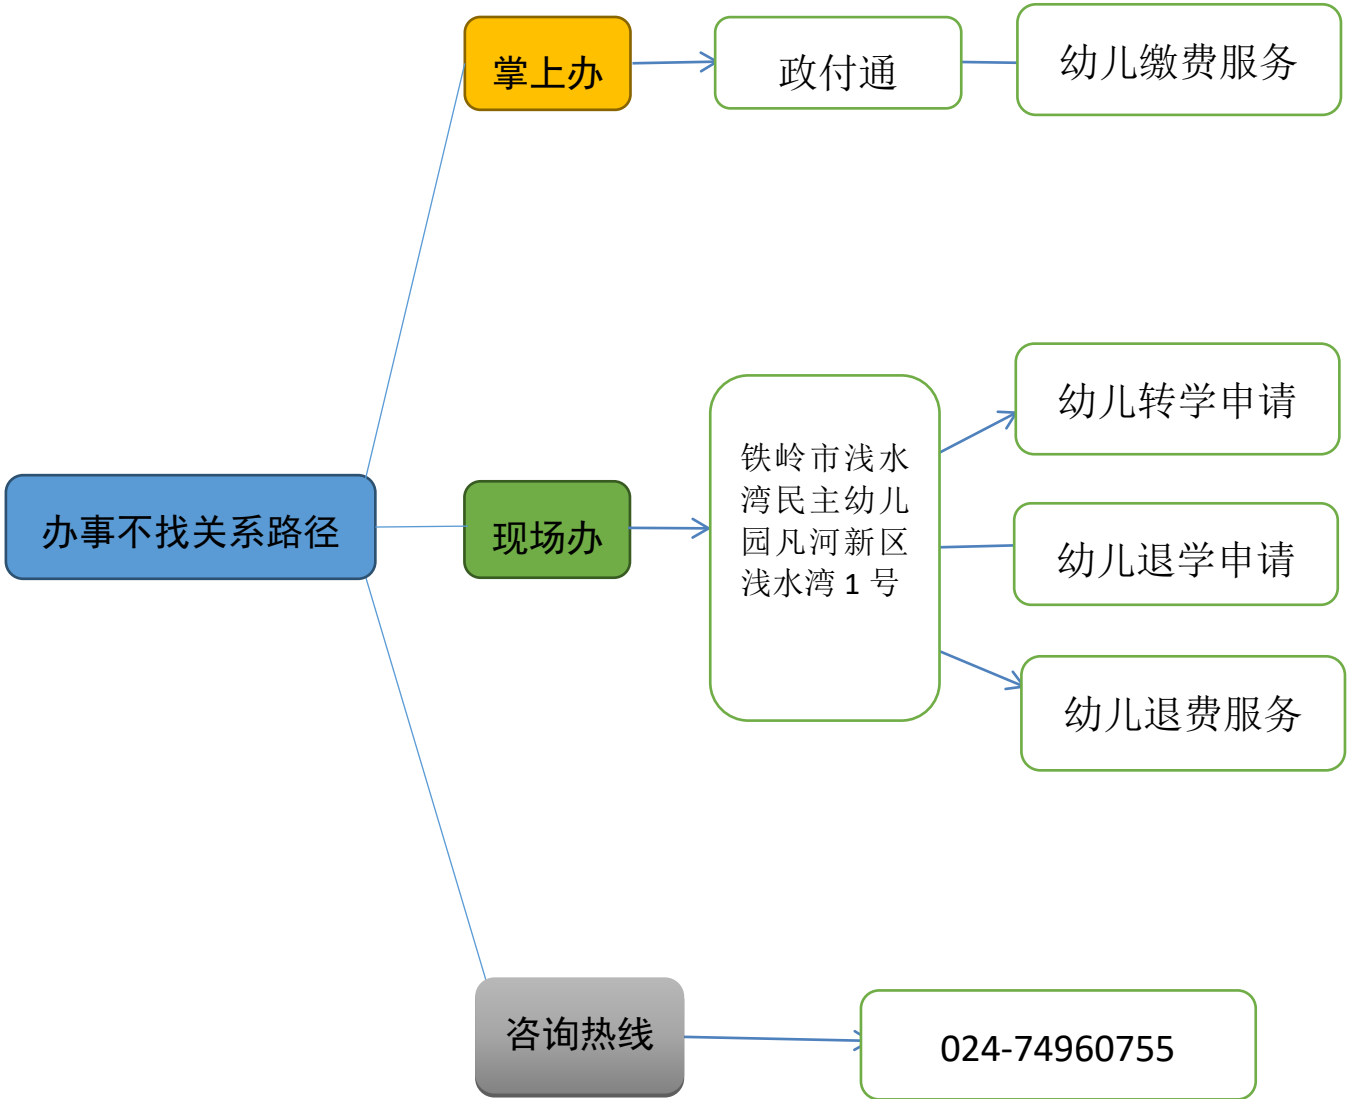 掌上办
政付通
幼儿缴费服务
办事不找关系路径
现场办
铁岭市浅水
湾民主幼儿
园凡河新区
浅水湾 1 号
幼儿转学申请
幼儿退学申请
幼儿退费服务
咨询热线
024-74960755